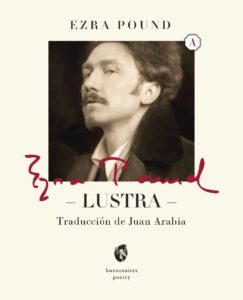 EZRA POUND
A
Ezra Pound
– LUSTRA –
Traducción de Juan Arabia
buenosaires
poetry